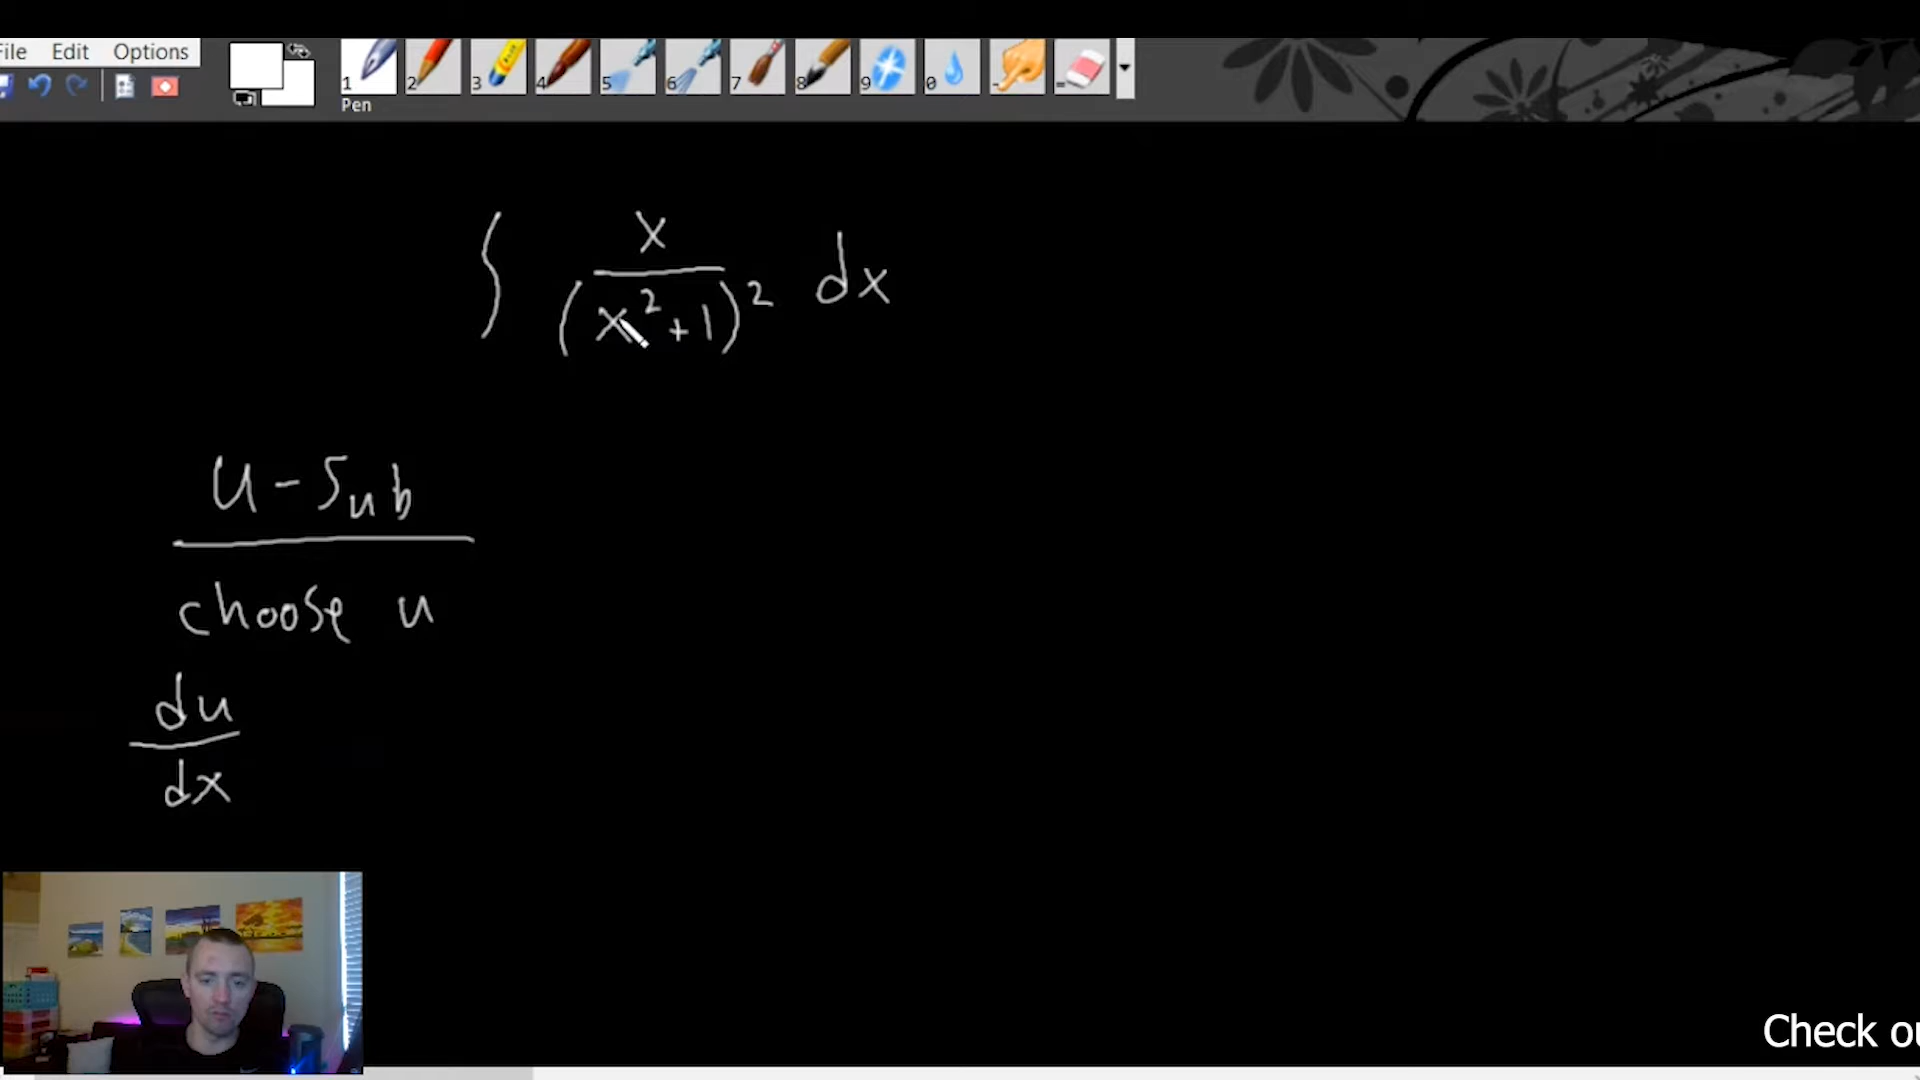 File Edit Options
1 2 3 4 5 6 7 8 9 0 - =
Pen
∫ x / (x²+1)² dx
u - Sub
choose u
du
dx
Check ou